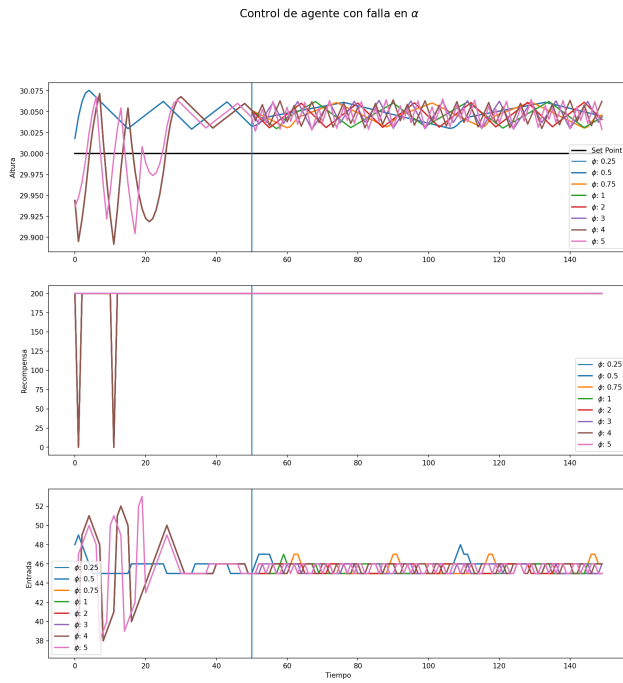 Control de agente con falla en α
30.075
30.050
30.025
30.000
29.975
29.950
29.925
29.900
Altura
0 20 40 60 80 100 120 140
Set Point
ϕ: 0.25
ϕ: 0.5
ϕ: 0.75
ϕ: 1
ϕ: 2
ϕ: 3
ϕ: 4
ϕ: 5
200
175
150
125
100
75
50
25
0
Recompensa
0 20 40 60 80 100 120 140
ϕ: 0.25
ϕ: 0.5
ϕ: 0.75
ϕ: 1
ϕ: 2
ϕ: 3
ϕ: 4
ϕ: 5
52
50
48
46
44
42
40
38
Entrada
ϕ: 0.25
ϕ: 0.5
ϕ: 0.75
ϕ: 1
ϕ: 2
ϕ: 3
ϕ: 4
ϕ: 5
0 20 40 60 80 100 120 140
Tiempo